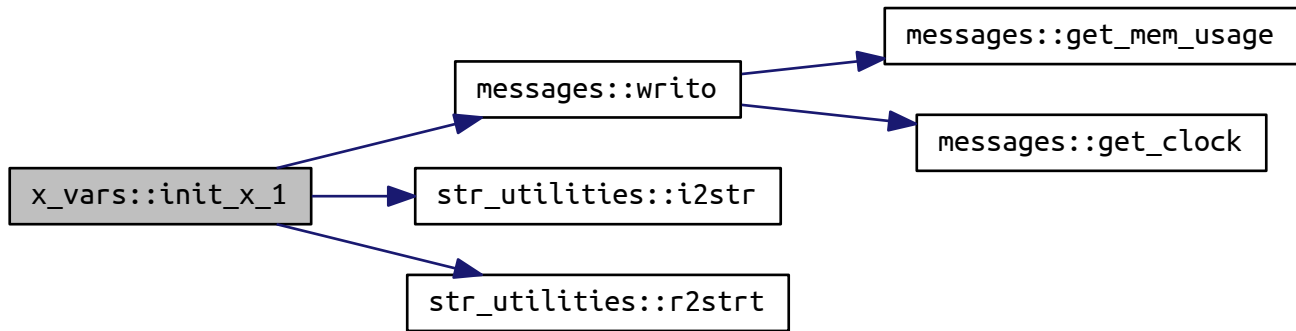 x_vars::init_x_1
messages::writo
messages::get_mem_usage
messages::get_clock
str_utilities::i2str
str_utilities::r2strt